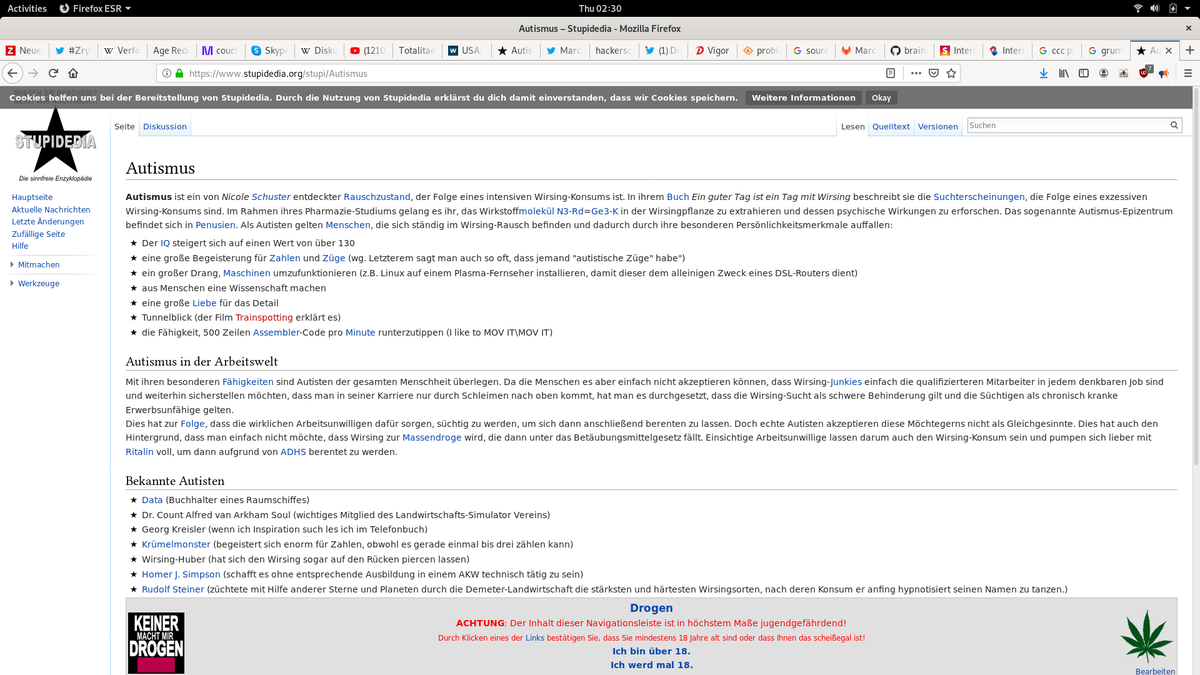 Activities Firefox ESR Thu 02:30
Autismus – Stupidedia - Mozilla Firefox
Neue #Zry W Verfo Age Redu couch Skype W Disku (1210 Totalitae USA: Autis Marc hackersc (1) Di Vigor probl G sourc Marc brain Intern Intern G ccc ps G grum Au
https://www.stupidedia.org/stupi/Autismus
Cookies helfen uns bei der Bereitstellung von Stupidedia. Durch die Nutzung von Stupidedia erklärst du dich damit einverstanden, dass wir Cookies speichern. Weitere Informationen Okay
STUPIDEDIA
Die sinnfreie Enzyklopädie
Hauptseite
Aktuelle Nachrichten
Letzte Änderungen
Zufällige Seite
Hilfe
Mitmachen
Werkzeuge
Seite Diskussion Lesen Quelltext Versionen Suchen
Autismus
Autismus ist ein von Nicole Schuster entdeckter Rauschzustand, der Folge eines intensiven Wirsing-Konsums ist. In ihrem Buch Ein guter Tag ist ein Tag mit Wirsing beschreibt sie die Suchterscheinungen, die Folge eines exzessiven
Wirsing-Konsums sind. Im Rahmen ihres Pharmazie-Studiums gelang es ihr, das Wirkstoffmolekül N3-Rd=Ge3-K in der Wirsingpflanze zu extrahieren und dessen psychische Wirkungen zu erforschen. Das sogenannte Autismus-Epizentrum
befindet sich in Penusien. Als Autisten gelten Menschen, die sich ständig im Wirsing-Rausch befinden und dadurch durch ihre besonderen Persönlichkeitsmerkmale auffallen:
★ Der IQ steigert sich auf einen Wert von über 130
★ eine große Begeisterung für Zahlen und Züge (wg. Letzterem sagt man auch so oft, dass jemand "autistische Züge" habe")
★ ein großer Drang, Maschinen umzufunktionieren (z.B. Linux auf einem Plasma-Fernseher installieren, damit dieser dem alleinigen Zweck eines DSL-Routers dient)
★ aus Menschen eine Wissenschaft machen
★ eine große Liebe für das Detail
★ Tunnelblick (der Film Trainspotting erklärt es)
★ die Fähigkeit, 500 Zeilen Assembler-Code pro Minute runterzutippen (I like to MOV IT\MOV IT)
Autismus in der Arbeitswelt
Mit ihren besonderen Fähigkeiten sind Autisten der gesamten Menschheit überlegen. Da die Menschen es aber einfach nicht akzeptieren können, dass Wirsing-Junkies einfach die qualifizierteren Mitarbeiter in jedem denkbaren Job sind
und weiterhin sicherstellen möchten, dass man in seiner Karriere nur durch Schleimen nach oben kommt, hat man es durchgesetzt, dass die Wirsing-Sucht als schwere Behinderung gilt und die Süchtigen als chronisch kranke
Erwerbsunfähige gelten.
Dies hat zur Folge, dass die wirklichen Arbeitsunwilligen dafür sorgen, süchtig zu werden, um sich dann anschließend berenten zu lassen. Doch echte Autisten akzeptieren diese Möchtegerns nicht als Gleichgesinnte. Dies hat auch den
Hintergrund, dass man einfach nicht möchte, dass Wirsing zur Massendroge wird, die dann unter das Betäubungsmittelgesetz fällt. Einsichtige Arbeitsunwillige lassen darum auch den Wirsing-Konsum sein und pumpen sich lieber mit
Ritalin voll, um dann aufgrund von ADHS berentet zu werden.
Bekannte Autisten
★ Data (Buchhalter eines Raumschiffes)
★ Dr. Count Alfred van Arkham Soul (wichtiges Mitglied des Landwirtschafts-Simulator Vereins)
★ Georg Kreisler (wenn ich Inspiration such les ich im Telefonbuch)
★ Krümelmonster (begeistert sich enorm für Zahlen, obwohl es gerade einmal bis drei zählen kann)
★ Wirsing-Huber (hat sich den Wirsing sogar auf den Rücken piercen lassen)
★ Homer J. Simpson (schafft es ohne entsprechende Ausbildung in einem AKW technisch tätig zu sein)
★ Rudolf Steiner (züchtete mit Hilfe anderer Sterne und Planeten durch die Demeter-Landwirtschaft die stärksten und härtesten Wirsingsorten, nach deren Konsum er anfing hypnotisiert seinen Namen zu tanzen.)
KEINER
MACHT MIR
DROGEN
Drogen
ACHTUNG: Der Inhalt dieser Navigationsleiste ist in höchstem Maße jugendgefährdend!
Durch Klicken eines der Links bestätigen Sie, dass Sie mindestens 18 Jahre alt sind oder dass Ihnen das scheißegal ist!
Ich bin über 18.
Ich werd mal 18.
Bearbeiten